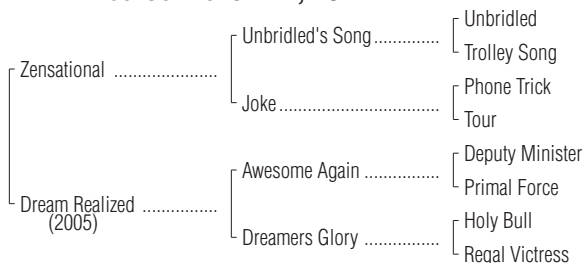 Unbridled
Unbridled's Song
Trolley Song
Zensational
Phone Trick
Joke
Tour
Deputy Minister
Awesome Again
Primal Force
Dream Realized
(2005)
Holy Bull
Dreamers Glory
Regal Victress